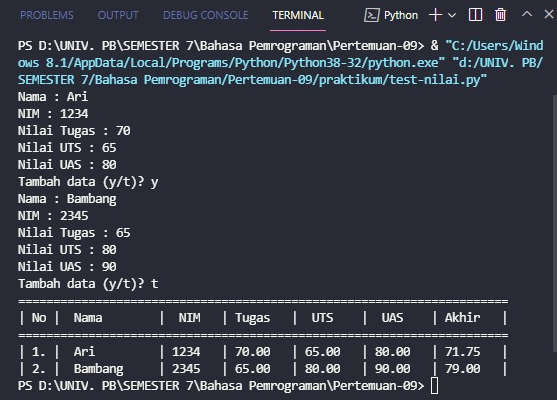 PROBLEMS OUTPUT DEBUG CONSOLE TERMINAL Python
PS D:\UNIV. PB\SEMESTER 7\Bahasa Pemrograman\Pertemuan-09> & "C:/Users/Wind
ows 8.1/AppData/Local/Programs/Python/Python38-32/python.exe" "d:/UNIV. PB/
SEMESTER 7/Bahasa Pemrograman/Pertemuan-09/praktikum/test-nilai.py"
Nama : Ari
NIM : 1234
Nilai Tugas : 70
Nilai UTS : 65
Nilai UAS : 80
Tambah data (y/t)? y
Nama : Bambang
NIM : 2345
Nilai Tugas : 65
Nilai UTS : 80
Nilai UAS : 90
Tambah data (y/t)? t
======================================================================
| No | Nama | NIM | Tugas | UTS | UAS | Akhir |
======================================================================
| 1. | Ari | 1234 | 70.00 | 65.00 | 80.00 | 71.75 |
| 2. | Bambang | 2345 | 65.00 | 80.00 | 90.00 | 79.00 |
PS D:\UNIV. PB\SEMESTER 7\Bahasa Pemrograman\Pertemuan-09>